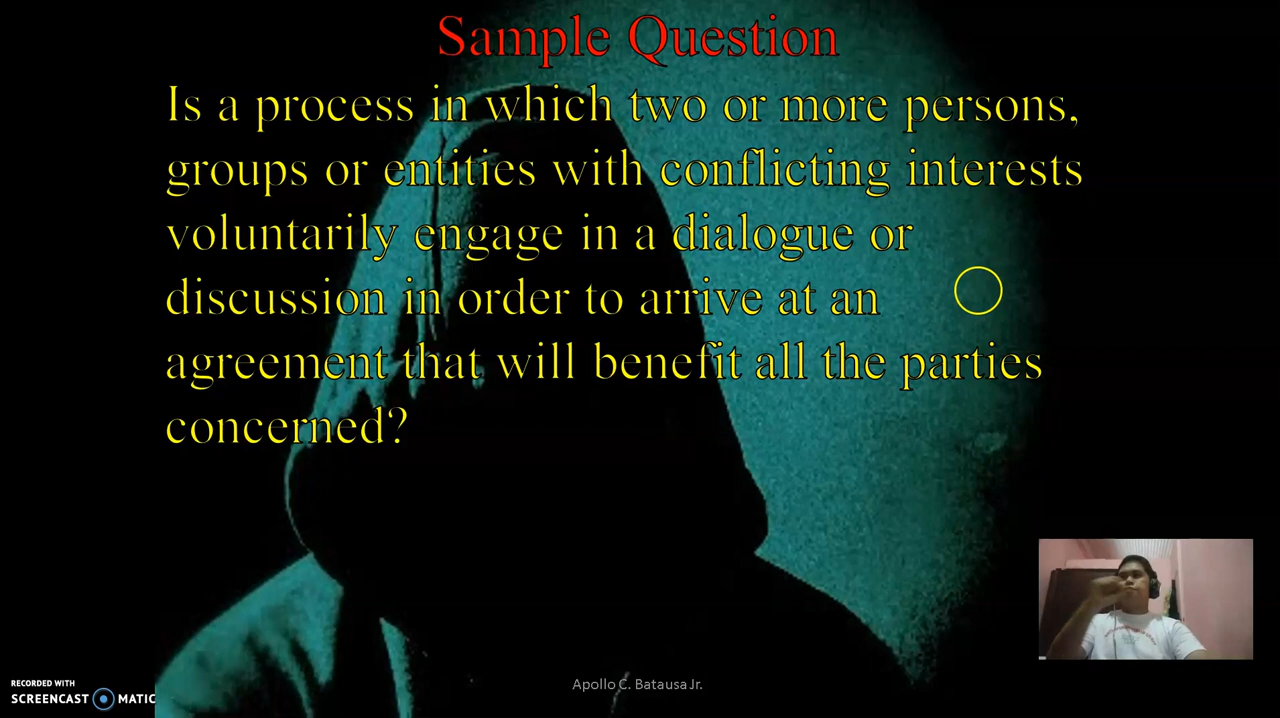 Sample Question
Is a process in which two or more persons,
groups or entities with conflicting interests
voluntarily engage in a dialogue or
discussion in order to arrive at an
agreement that will benefit all the parties
concerned?
Apollo C. Batausa Jr.
RECORDED WITH
SCREENCAST MATIC